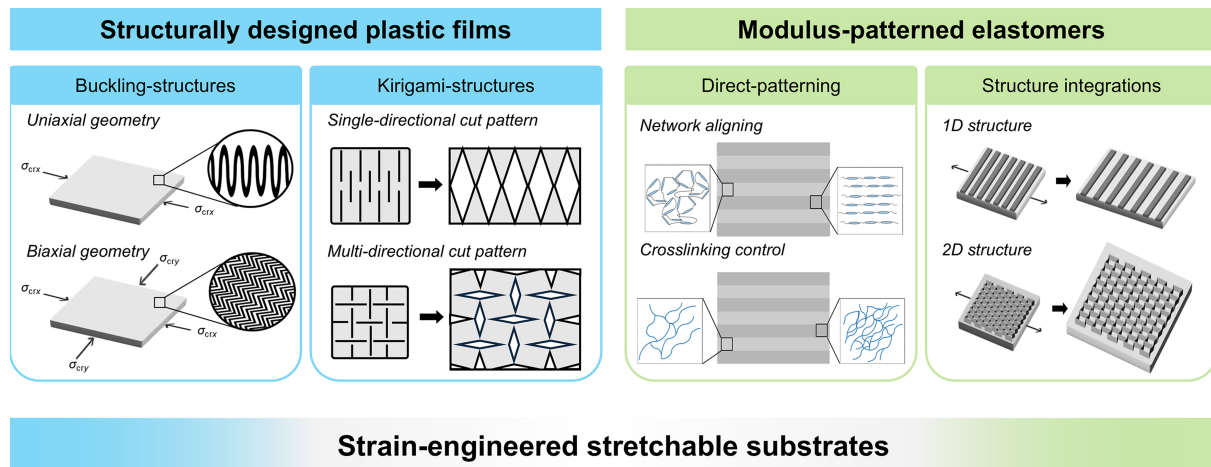 Structurally designed plastic films
Modulus-patterned elastomers
Buckling-structures
Kirigami-structures
Direct-patterning
Structure integrations
Uniaxial geometry
σcrx
σcrx
Biaxial geometry
σcry
σcrx
σcrx
σcry
Single-directional cut pattern
Multi-directional cut pattern
Network aligning
Crosslinking control
1D structure
2D structure
Strain-engineered stretchable substrates